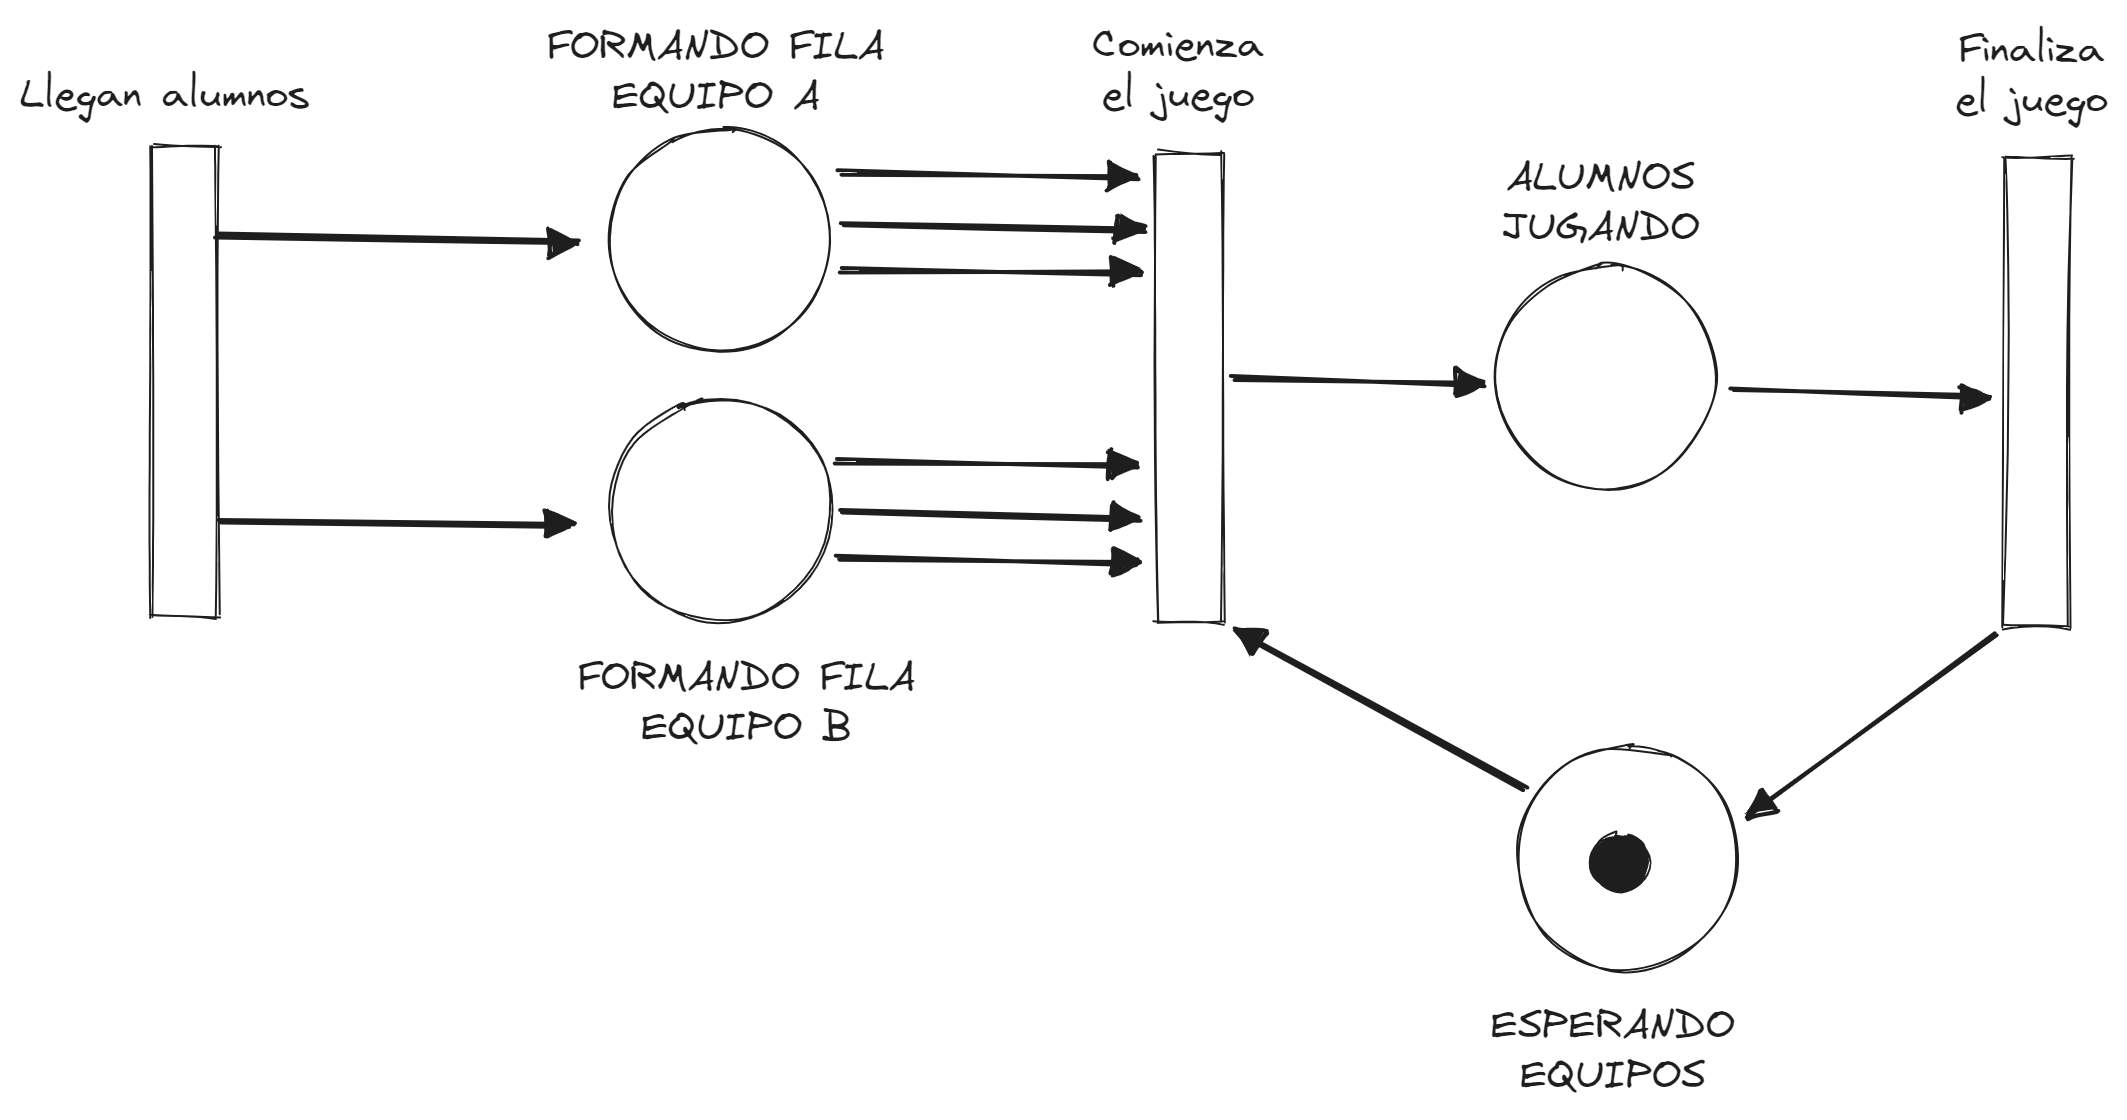 Llegan alumnos
FORMANDO FILA
EQUIPO A
Comienza
el juego
Finaliza
el juego
ALUMNOS
JUGANDO
FORMANDO FILA
EQUIPO B
ESPERANDO
EQUIPOS